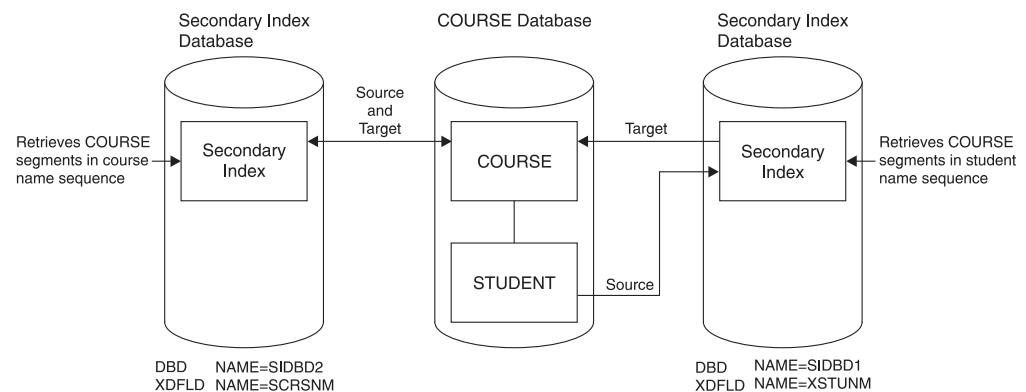 Secondary Index
Database
COURSE Database
Secondary Index
Database
Source
and
Target
Target
Retrieves COURSE
segments in course
name sequence
Secondary
Index
COURSE
Secondary
Index
Retrieves COURSE
segments in student
name sequence
STUDENT
Source
DBD NAME=SIDBD2
XDFLD NAME=SCRSNM
DBD NAME=SIDBD1
XDFLD NAME=XSTUNM